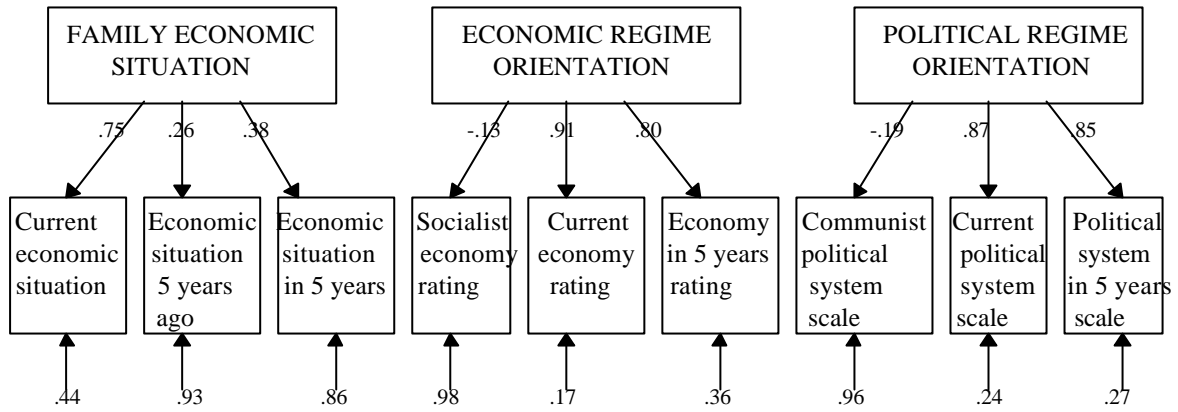 FAMILY ECONOMIC
SITUATION
ECONOMIC REGIME
ORIENTATION
POLITICAL REGIME
ORIENTATION
.75 .26 .38 -.13 .91 .80 -.19 .87 .85
Current
economic
situation
Economic
situation
5 years
ago
Economic
situation
in 5 years
Socialist
economy
rating
Current
economy
rating
Economy
in 5 years
rating
Communist
political
system
scale
Current
political
system
scale
Political
system
in 5 years
scale
.44 .93 .86 .98 .17 .36 .96 .24 .27